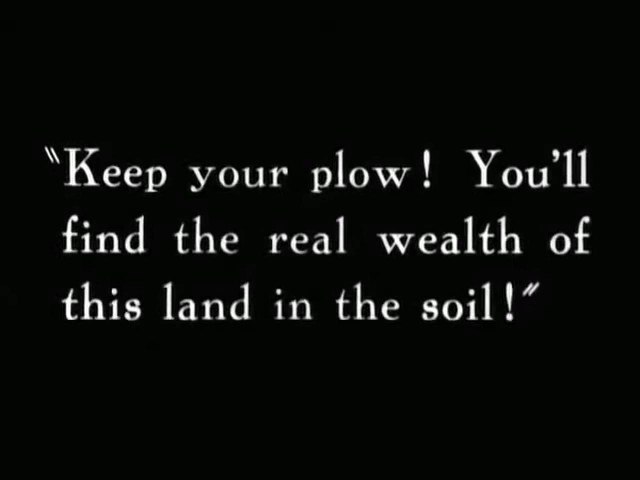 "Keep your plow! You'll
find the real wealth of
this land in the soil!"